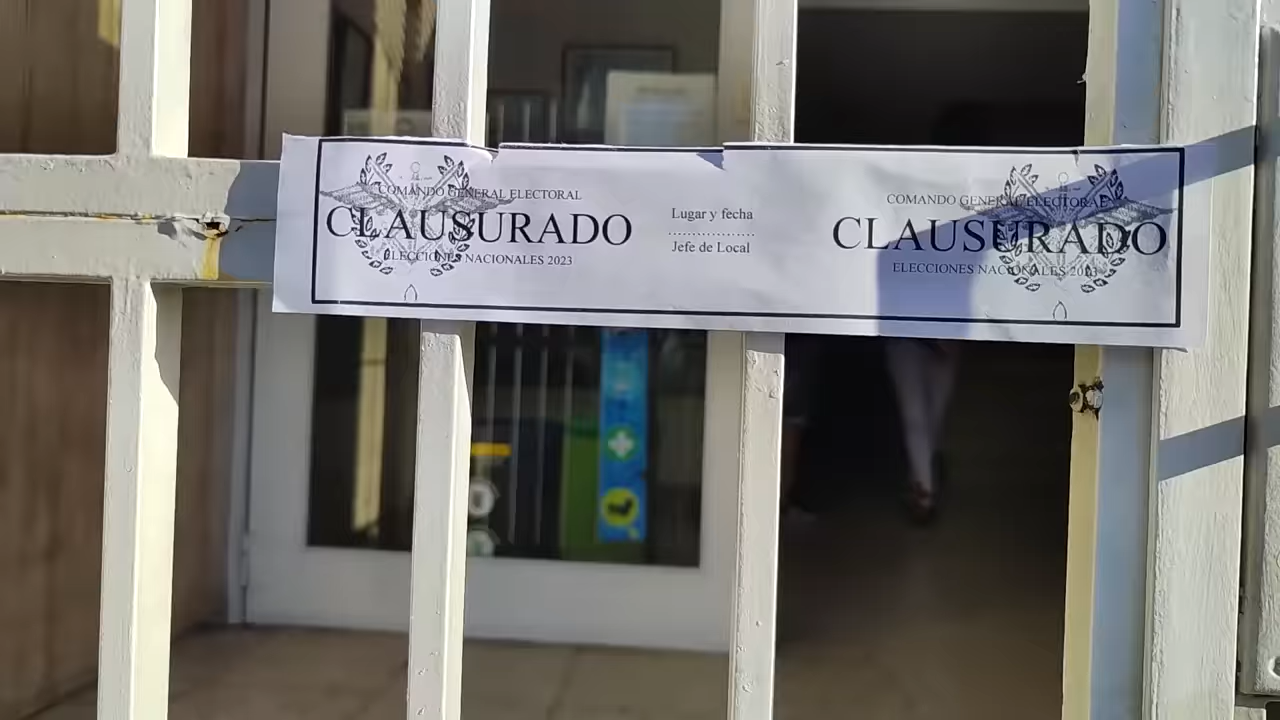 COMANDO GENERAL ELECTORAL
CLAUSURADO
ELECCIONES NACIONALES 2023
Lugar y fecha
........................
Jefe de Local
COMANDO GENERAL ELECTORAL
CLAUSURADO
ELECCIONES NACIONALES 2023